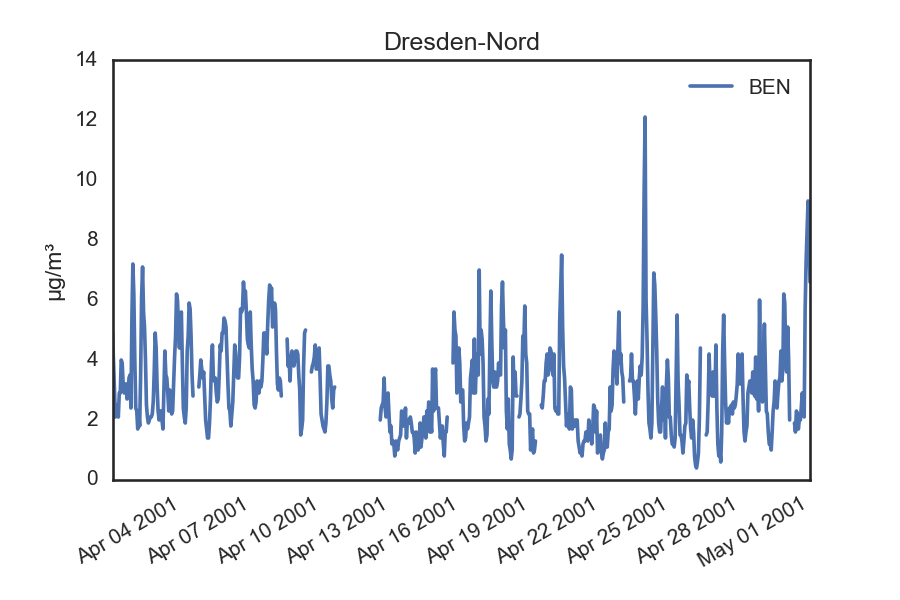 Dresden-Nord
BEN
µg/m³
14
12
10
8
6
4
2
0
Apr 04 2001
Apr 07 2001
Apr 10 2001
Apr 13 2001
Apr 16 2001
Apr 19 2001
Apr 22 2001
Apr 25 2001
Apr 28 2001
May 01 2001